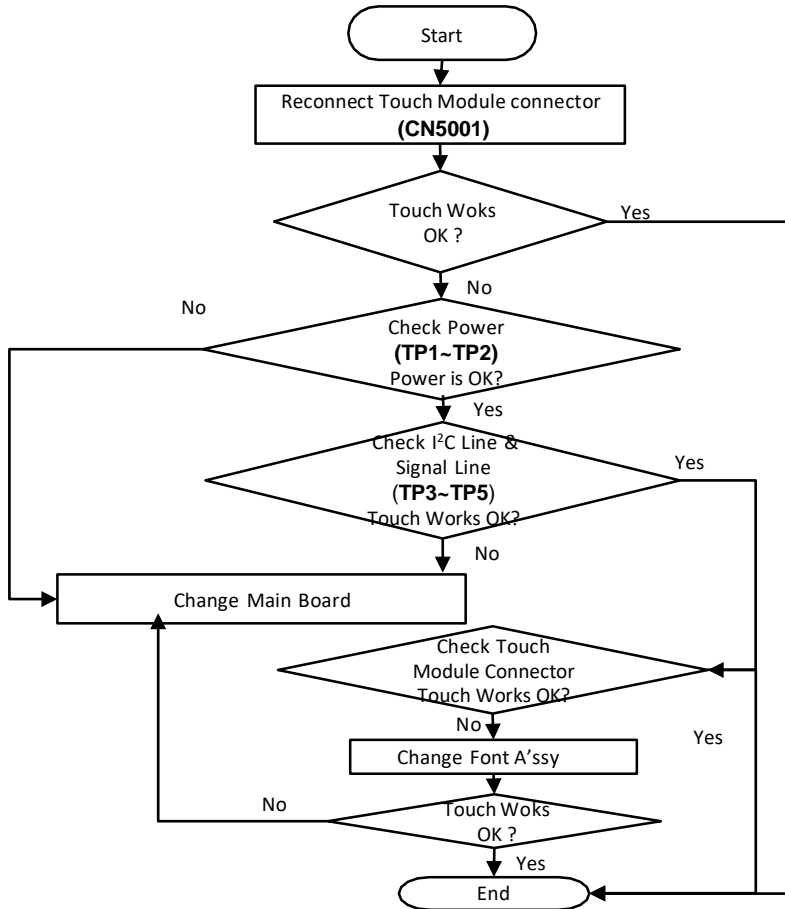 Start
Reconnect Touch Module connector
(CN5001)
Touch Woks
OK ?
Yes
No
No
Check Power
(TP1~TP2)
Power is OK?
Yes
Check I²C Line &
Signal Line
(TP3~TP5)
Touch Works OK?
Yes
No
Change Main Board
Check Touch
Module Connector
Touch Works OK?
Yes
No
Change Font A’ssy
No
Touch Woks
OK ?
Yes
End